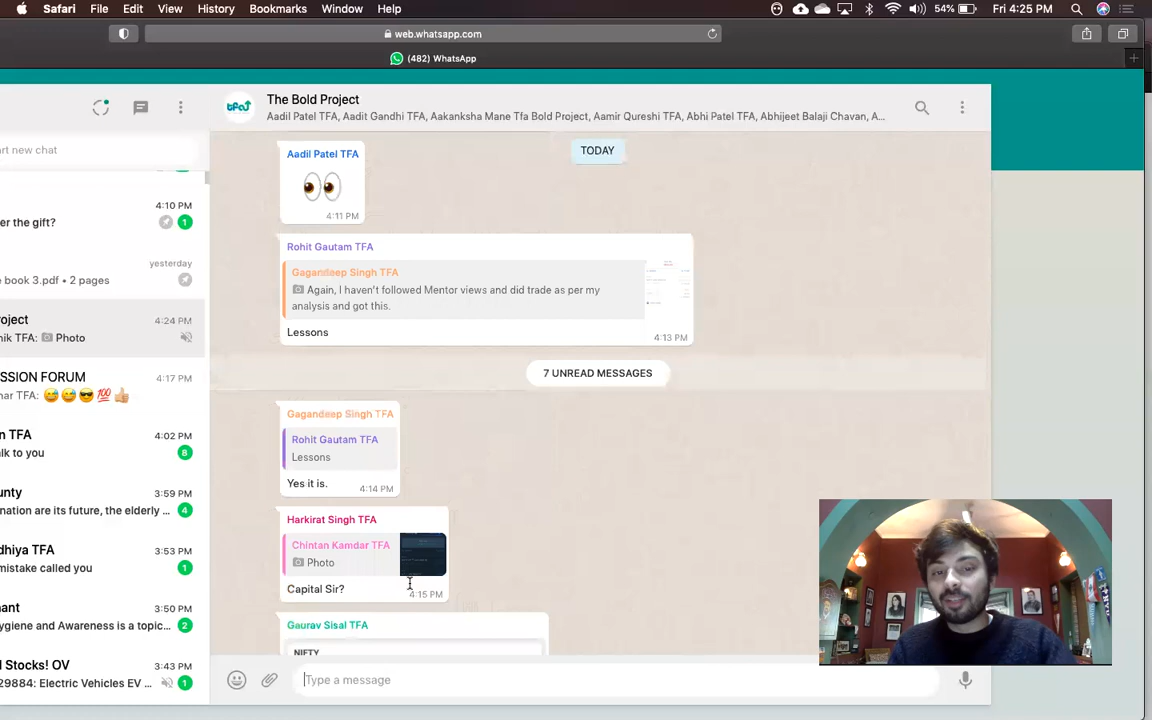 Safari File Edit View History Bookmarks Window Help 54% Fri 4:25 PM
web.whatsapp.com
(482) WhatsApp
art new chat
4:10 PM
er the gift?
1
yesterday
e book 3.pdf • 2 pages
oject 4:24 PM
nik TFA: Photo
SSION FORUM 4:17 PM
nar TFA: 😅😅😎💯👍
n TFA 4:02 PM
alk to you 8
unty 3:59 PM
nation are its future, the elderly ... 4
dhiya TFA 3:53 PM
mistake called you 1
nant 3:50 PM
ygiene and Awareness is a topic... 2
d Stocks! OV 3:43 PM
29884: Electric Vehicles EV ... 1
tfa
The Bold Project
Aadil Patel TFA, Aadit Gandhi TFA, Aakanksha Mane Tfa Bold Project, Aamir Qureshi TFA, Abhi Patel TFA, Abhijeet Balaji Chavan, A...
TODAY
Aadil Patel TFA
👀
4:11 PM
Rohit Gautam TFA
Gagandeep Singh TFA
Again, I haven't followed Mentor views and did trade as per my
analysis and got this.
Lessons
4:13 PM
7 UNREAD MESSAGES
Gagandeep Singh TFA
Rohit Gautam TFA
Lessons
Yes it is.
4:14 PM
Harkirat Singh TFA
Chintan Kamdar TFA
Photo
Capital Sir?
4:15 PM
Gaurav Sisal TFA
NIFTY
Type a message